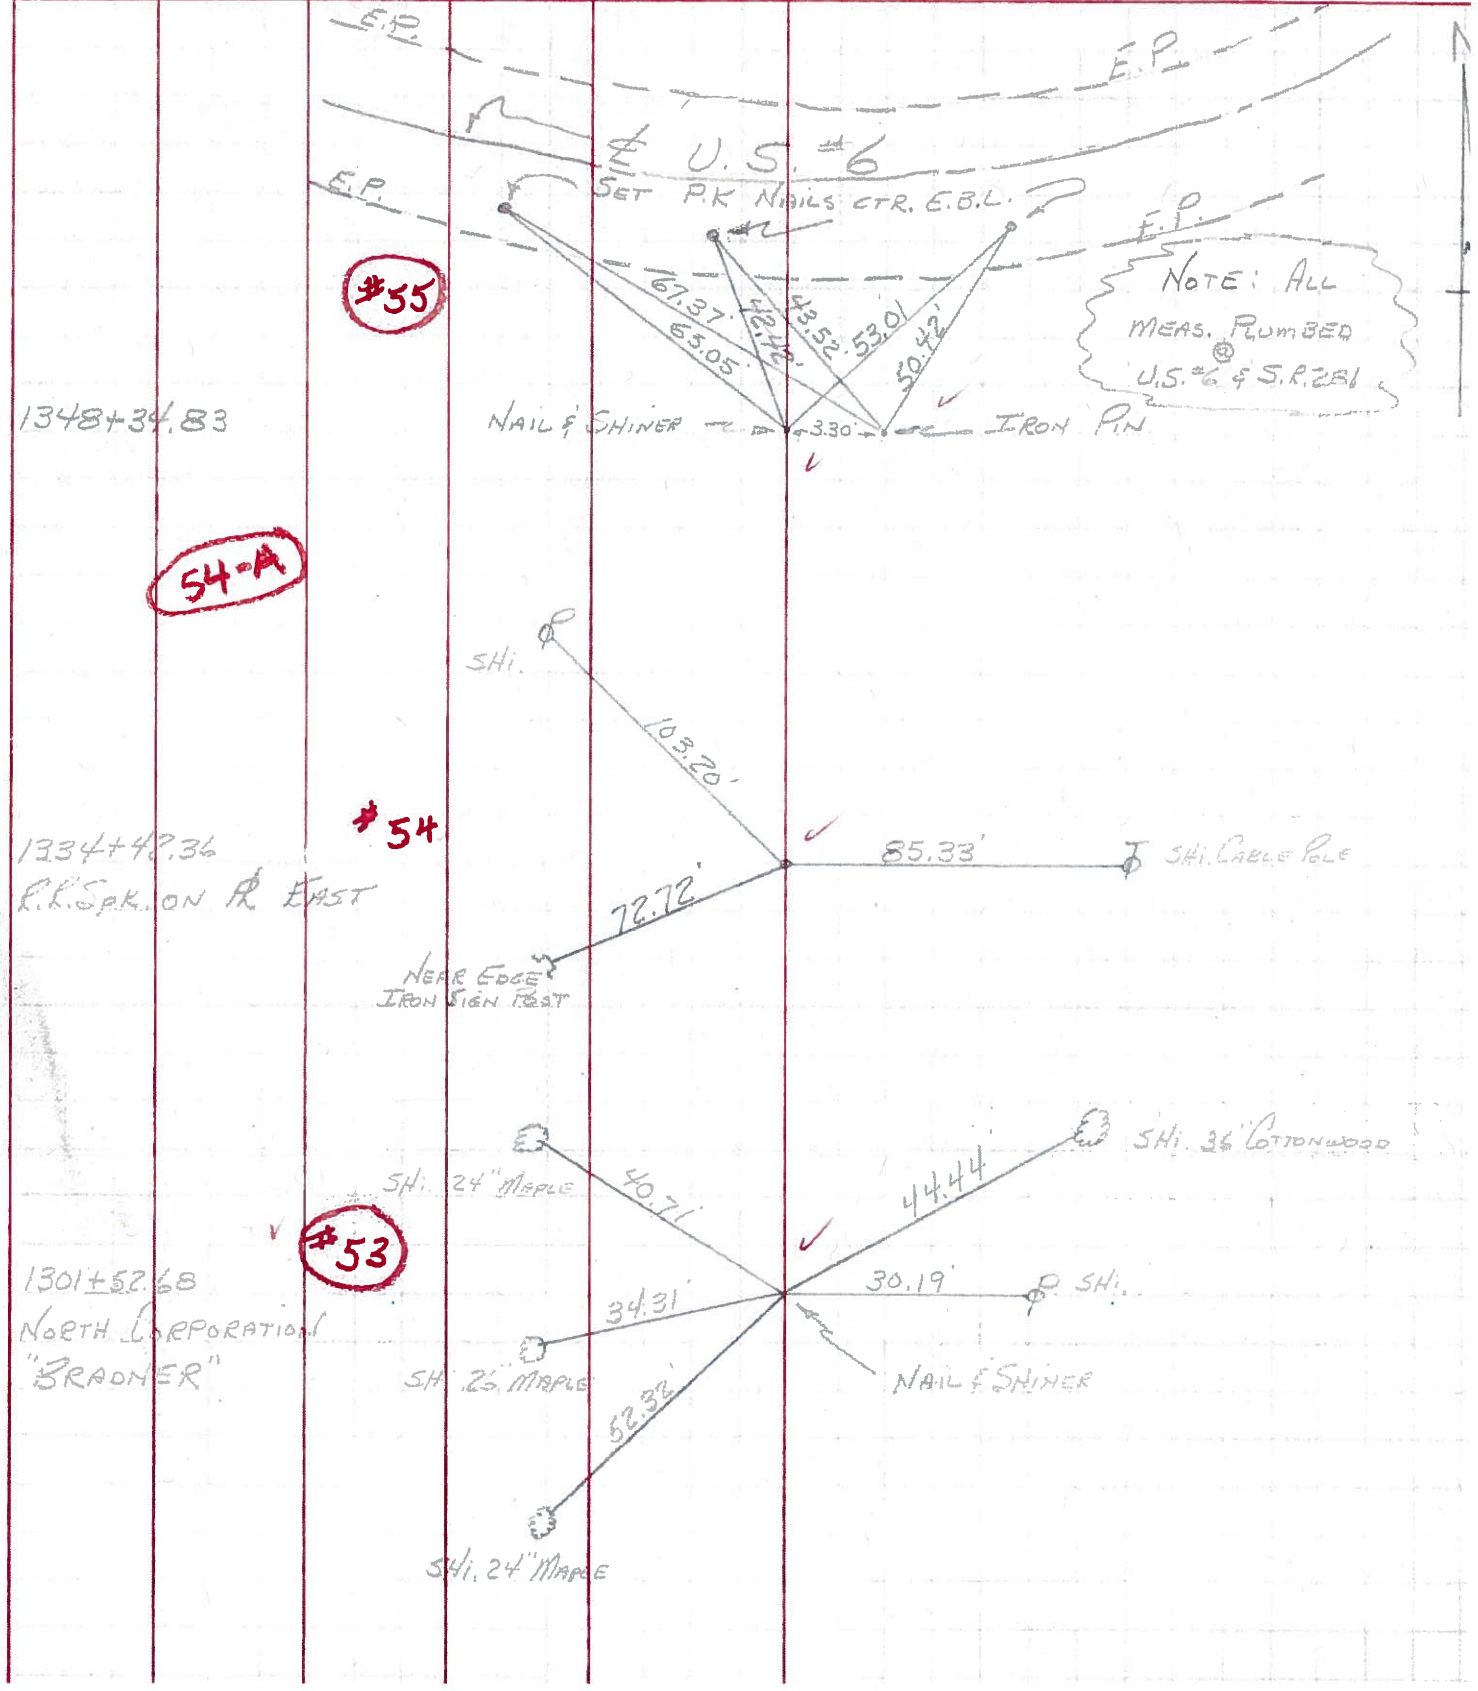 E.P.
E.P.
℄ U.S. #6
E.P.
SET P.K NAILS CTR. E.B.L.
E.P.
#55
NOTE: ALL
MEAS. PLUMBED
@
U.S. #6 & S.R. 281
67.37'
63.05'
42.42'
43.52'
53.01'
50.42'
1348+34.83
NAIL & SHINER
3.30'
IRON PIN
54-A
SHi.
103.20'
#54
1334+42.36
R.R. SPK. ON ⅊ EAST
85.33'
SHi. CABLE POLE
72.72'
NEAR EDGE
IRON SIGN POST
SHi. 24" MAPLE
40.71'
44.44'
SHi. 36" COTTONWOOD
#53
1301+52.68
NORTH CORPORATION
"BRADNER"
34.31'
30.19'
SHi.
SHi. 26" MAPLE
NAIL & SHINER
52.32'
SHi. 24" MAPLE